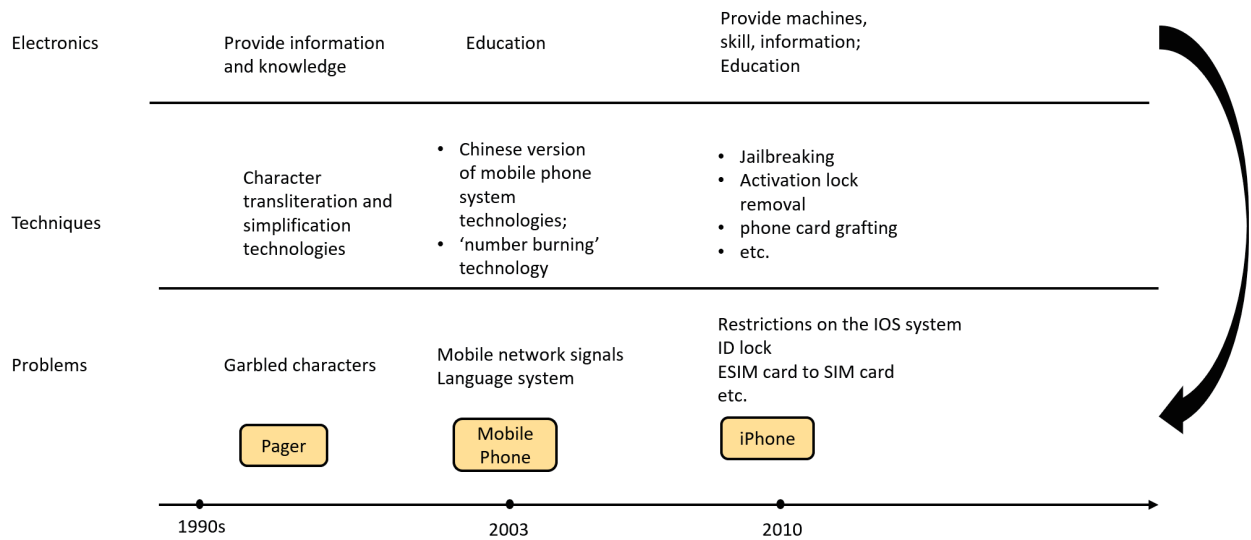 Electronics
Provide information
and knowledge
Education
Provide machines,
skill, information;
Education
Techniques
Character
transliteration and
simplification
technologies
• Chinese version
of mobile phone
system
technologies;
• ‘number burning’
technology
• Jailbreaking
• Activation lock
removal
• phone card grafting
• etc.
Problems
Garbled characters
Mobile network signals
Language system
Restrictions on the IOS system
ID lock
ESIM card to SIM card
etc.
Pager
Mobile
Phone
iPhone
1990s
2003
2010